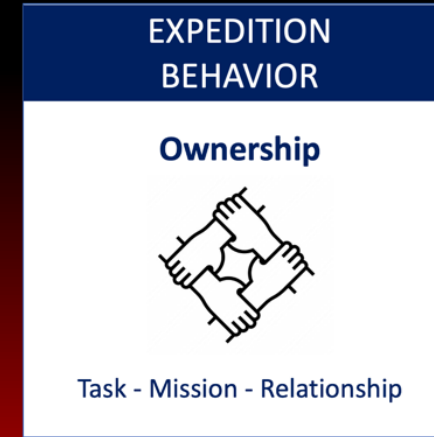 EXPEDITION
BEHAVIOR
Ownership
Task - Mission - Relationship